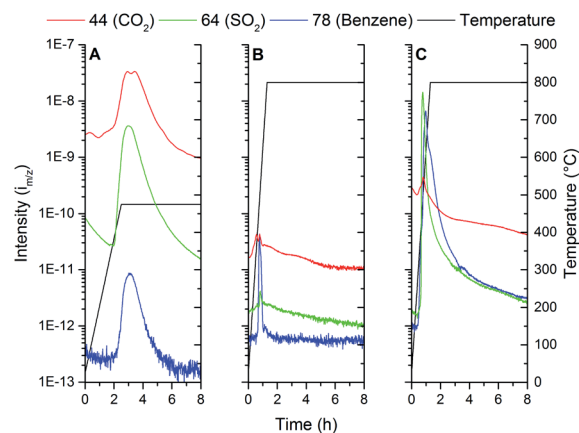 44 (CO2) 64 (SO2) 78 (Benzene) Temperature
A B C
1E-7
1E-8
1E-9
1E-10
1E-11
1E-12
1E-13
Intensity (i m/z)
0 2 4 6 8 0 2 4 6 8 0 2 4 6 8
Time (h)
900
800
700
600
500
400
300
200
100
0
Temperature (°C)